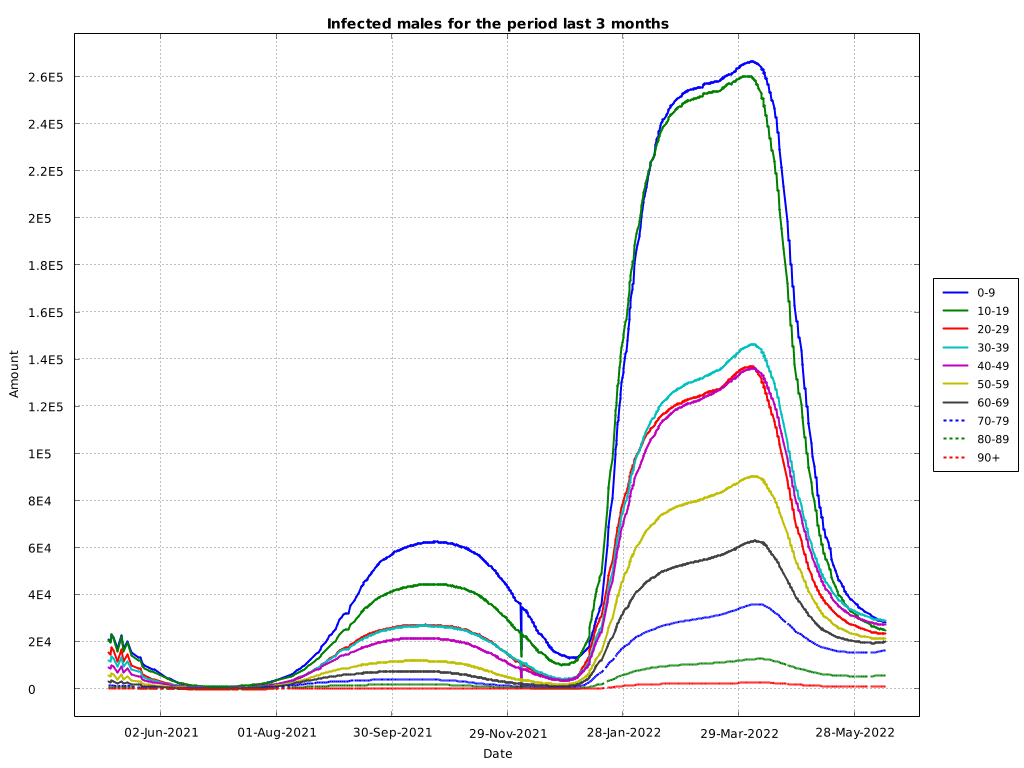 Infected males for the period last 3 months
Amount
2.6E5
2.4E5
2.2E5
2E5
1.8E5
1.6E5
1.4E5
1.2E5
1E5
8E4
6E4
4E4
2E4
0
02-Jun-2021 01-Aug-2021 30-Sep-2021 29-Nov-2021 28-Jan-2022 29-Mar-2022 28-May-2022
Date
0-9
10-19
20-29
30-39
40-49
50-59
60-69
70-79
80-89
90+